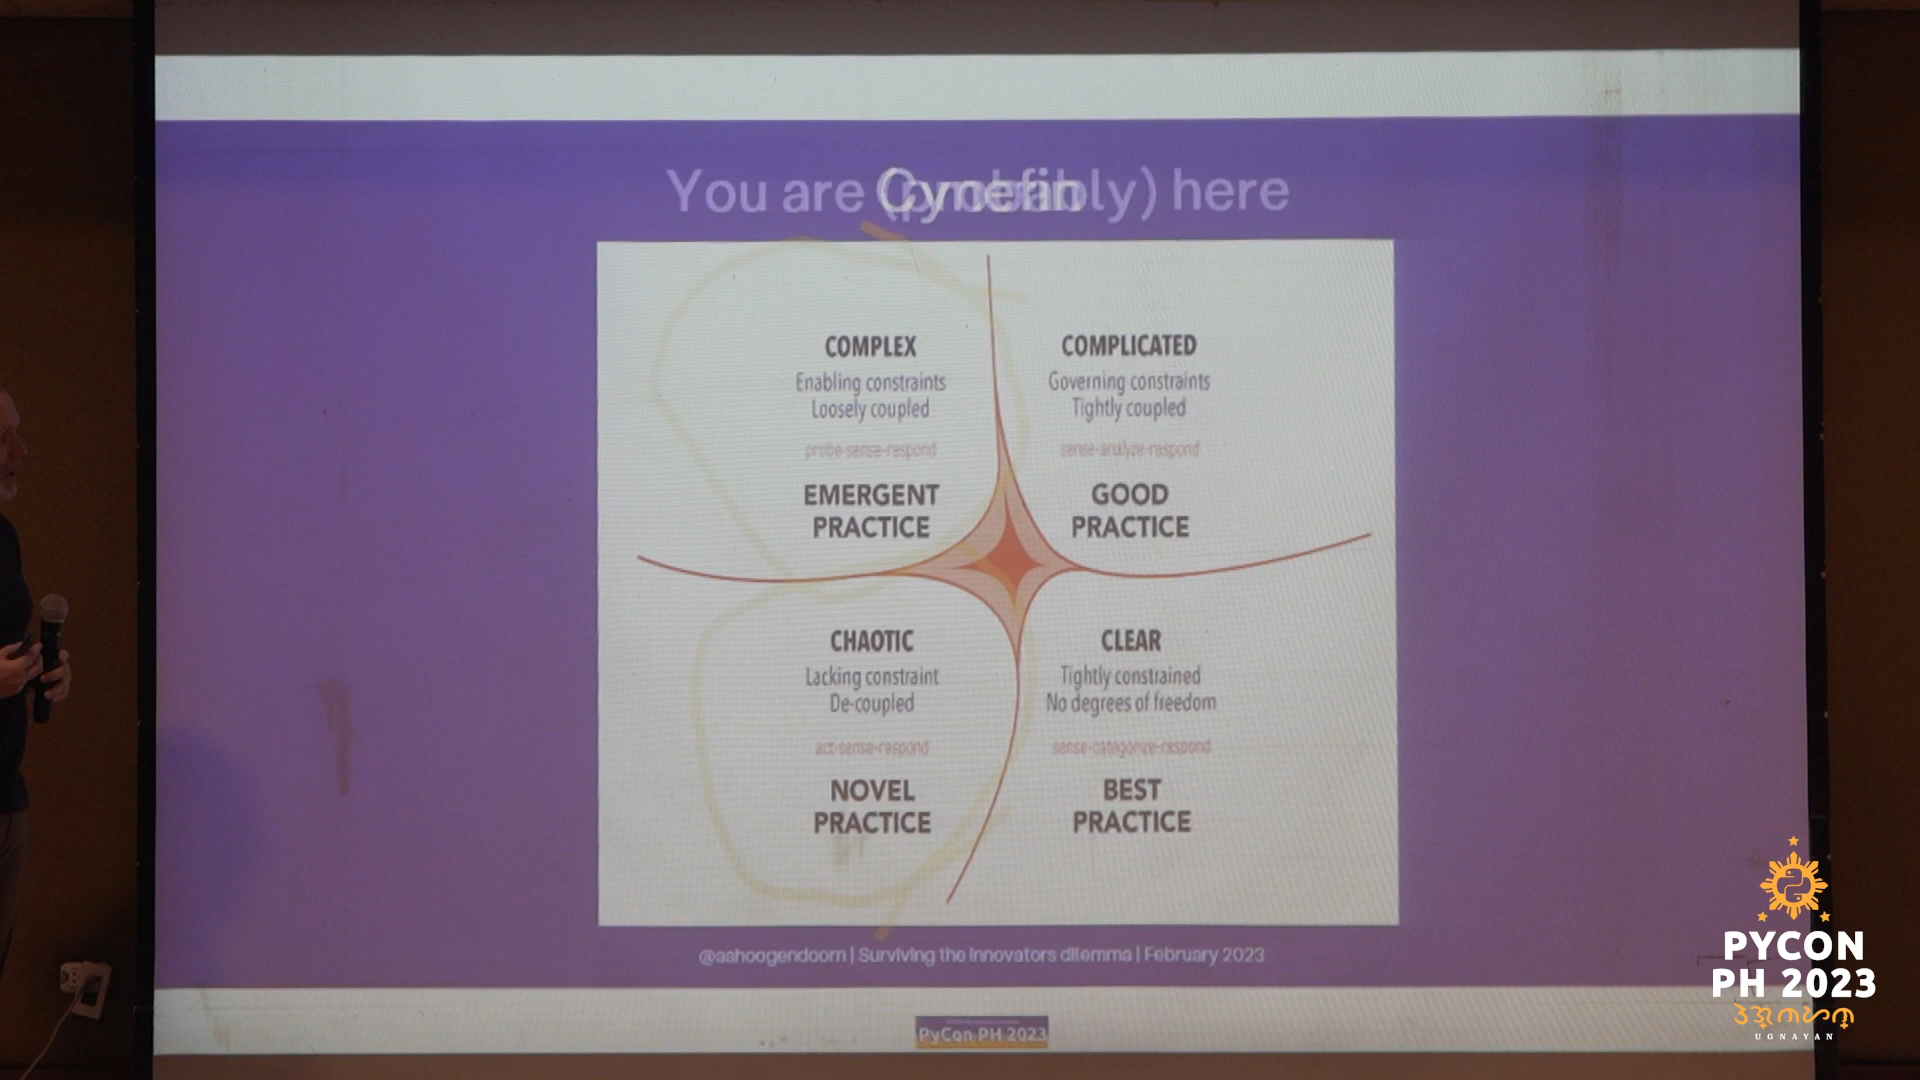 You are (probably) here
Cynefin
COMPLEX
Enabling constraints
Loosely coupled
probe-sense-respond
EMERGENT
PRACTICE
COMPLICATED
Governing constraints
Tightly coupled
sense-analyze-respond
GOOD
PRACTICE
CHAOTIC
Lacking constraint
De-coupled
act-sense-respond
NOVEL
PRACTICE
CLEAR
Tightly constrained
No degrees of freedom
sense-categorize-respond
BEST
PRACTICE
@aahoogendoorn | Surviving the innovators dilemma | February 2023
PyCon PH 2023
PYCON
PH 2023
UGNAYAN